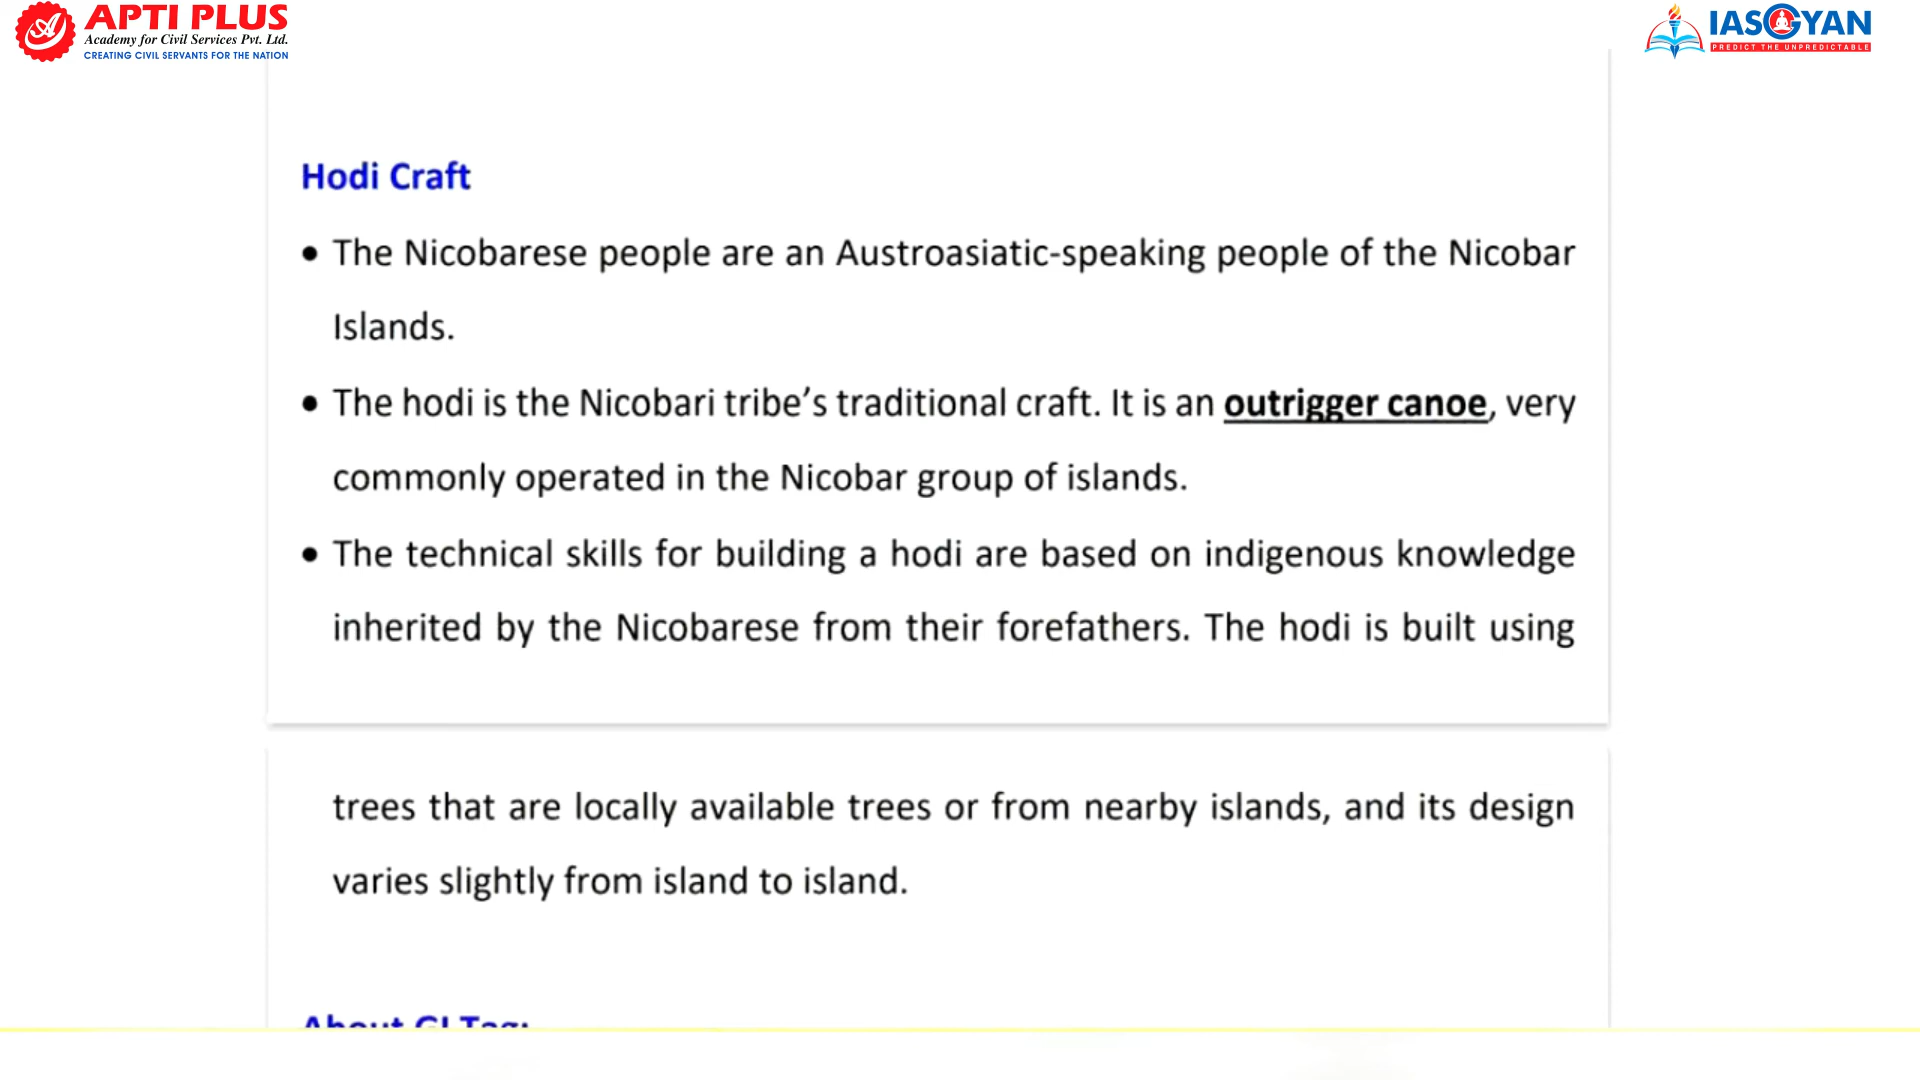 APTI PLUS
Academy for Civil Services Pvt. Ltd.
CREATING CIVIL SERVANTS FOR THE NATION
IASGYAN
PREDICT THE UNPREDICTABLE
Hodi Craft
• The Nicobarese people are an Austroasiatic-speaking people of the Nicobar
Islands.
• The hodi is the Nicobari tribe’s traditional craft. It is an outrigger canoe, very
commonly operated in the Nicobar group of islands.
• The technical skills for building a hodi are based on indigenous knowledge
inherited by the Nicobarese from their forefathers. The hodi is built using
trees that are locally available trees or from nearby islands, and its design
varies slightly from island to island.
About GI Tag: